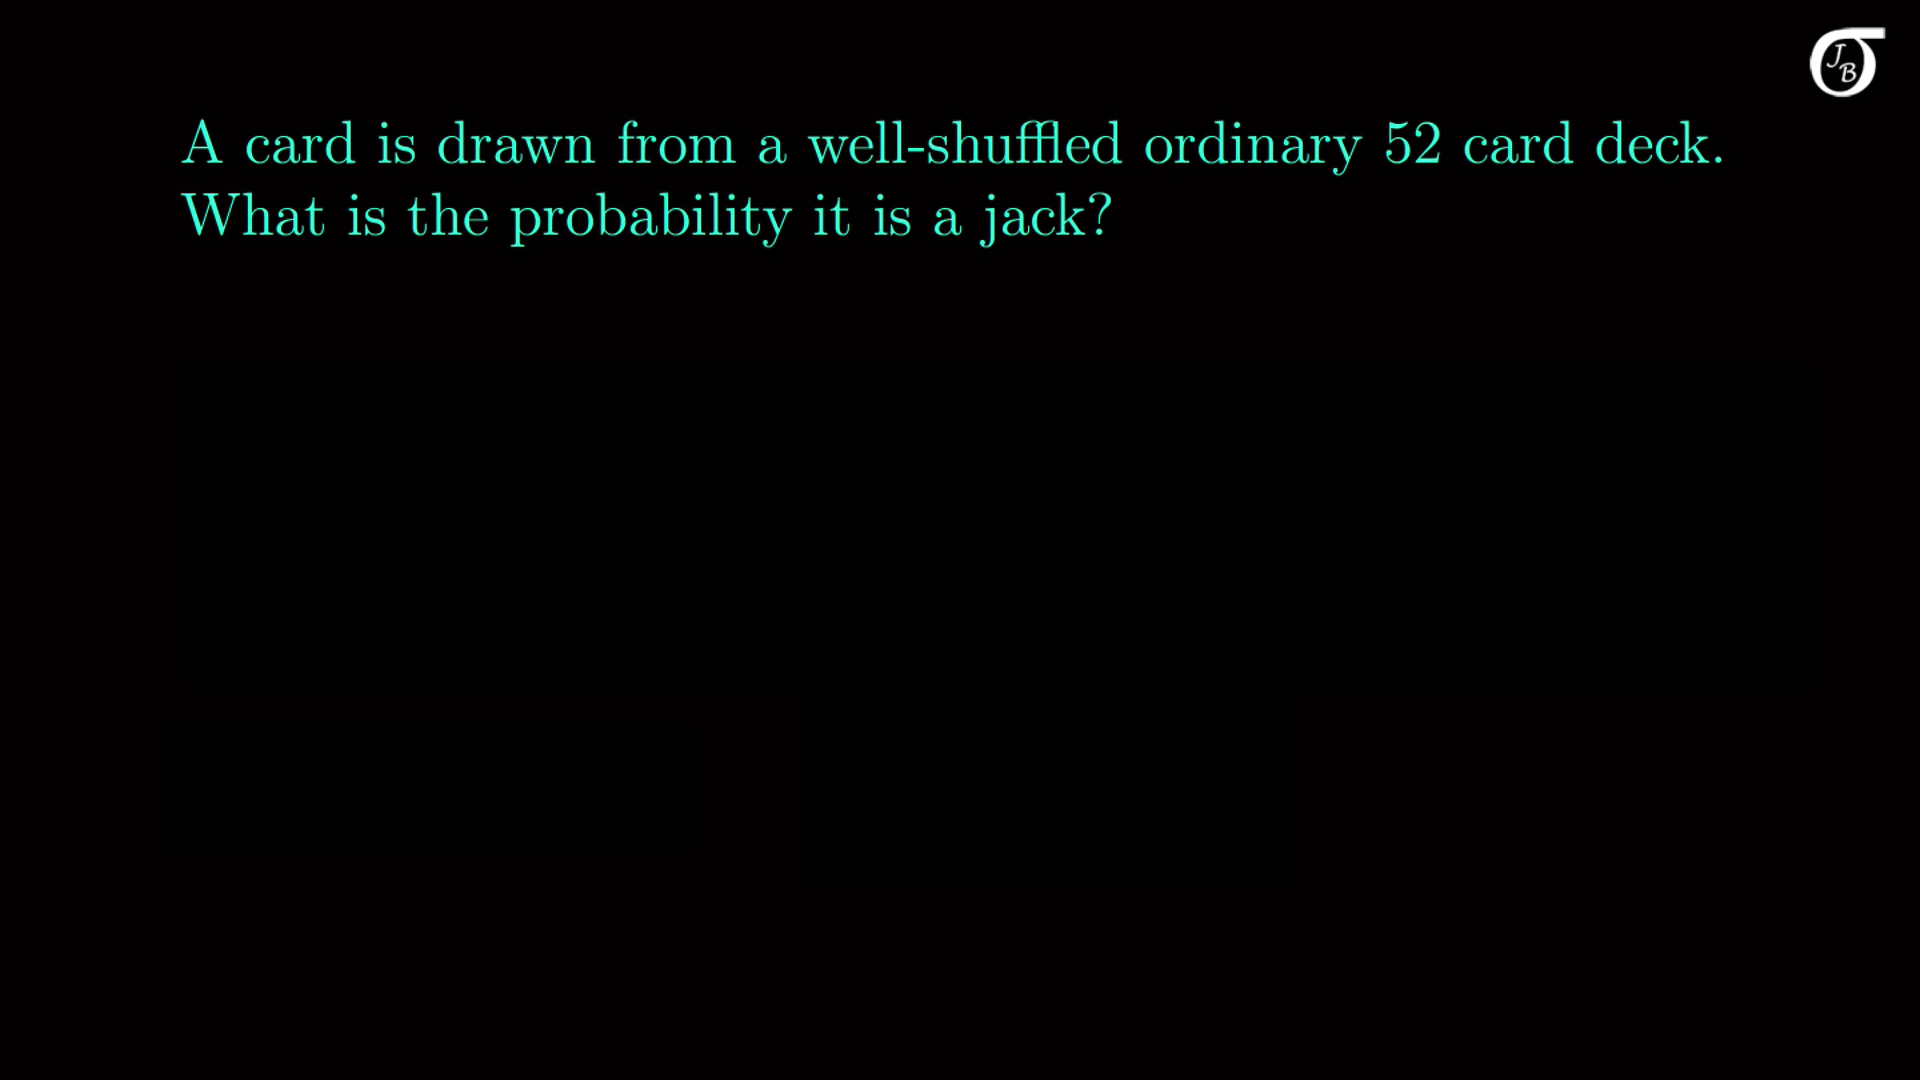 J
B
A card is drawn from a well-shuffled ordinary 52 card deck.
What is the probability it is a jack?